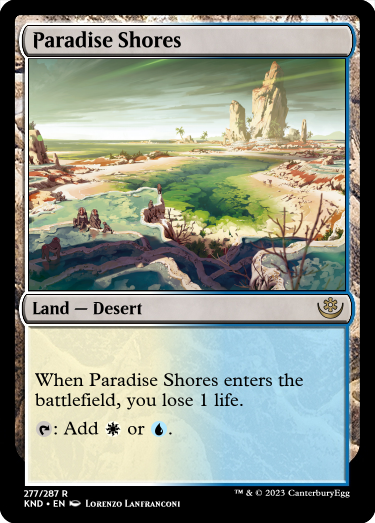 Paradise Shores
Land — Desert
When Paradise Shores enters the
battlefield, you lose 1 life.
: Add or .
277/287 R
KND • EN Lorenzo Lanfranconi
™ & © 2023 CanterburyEgg